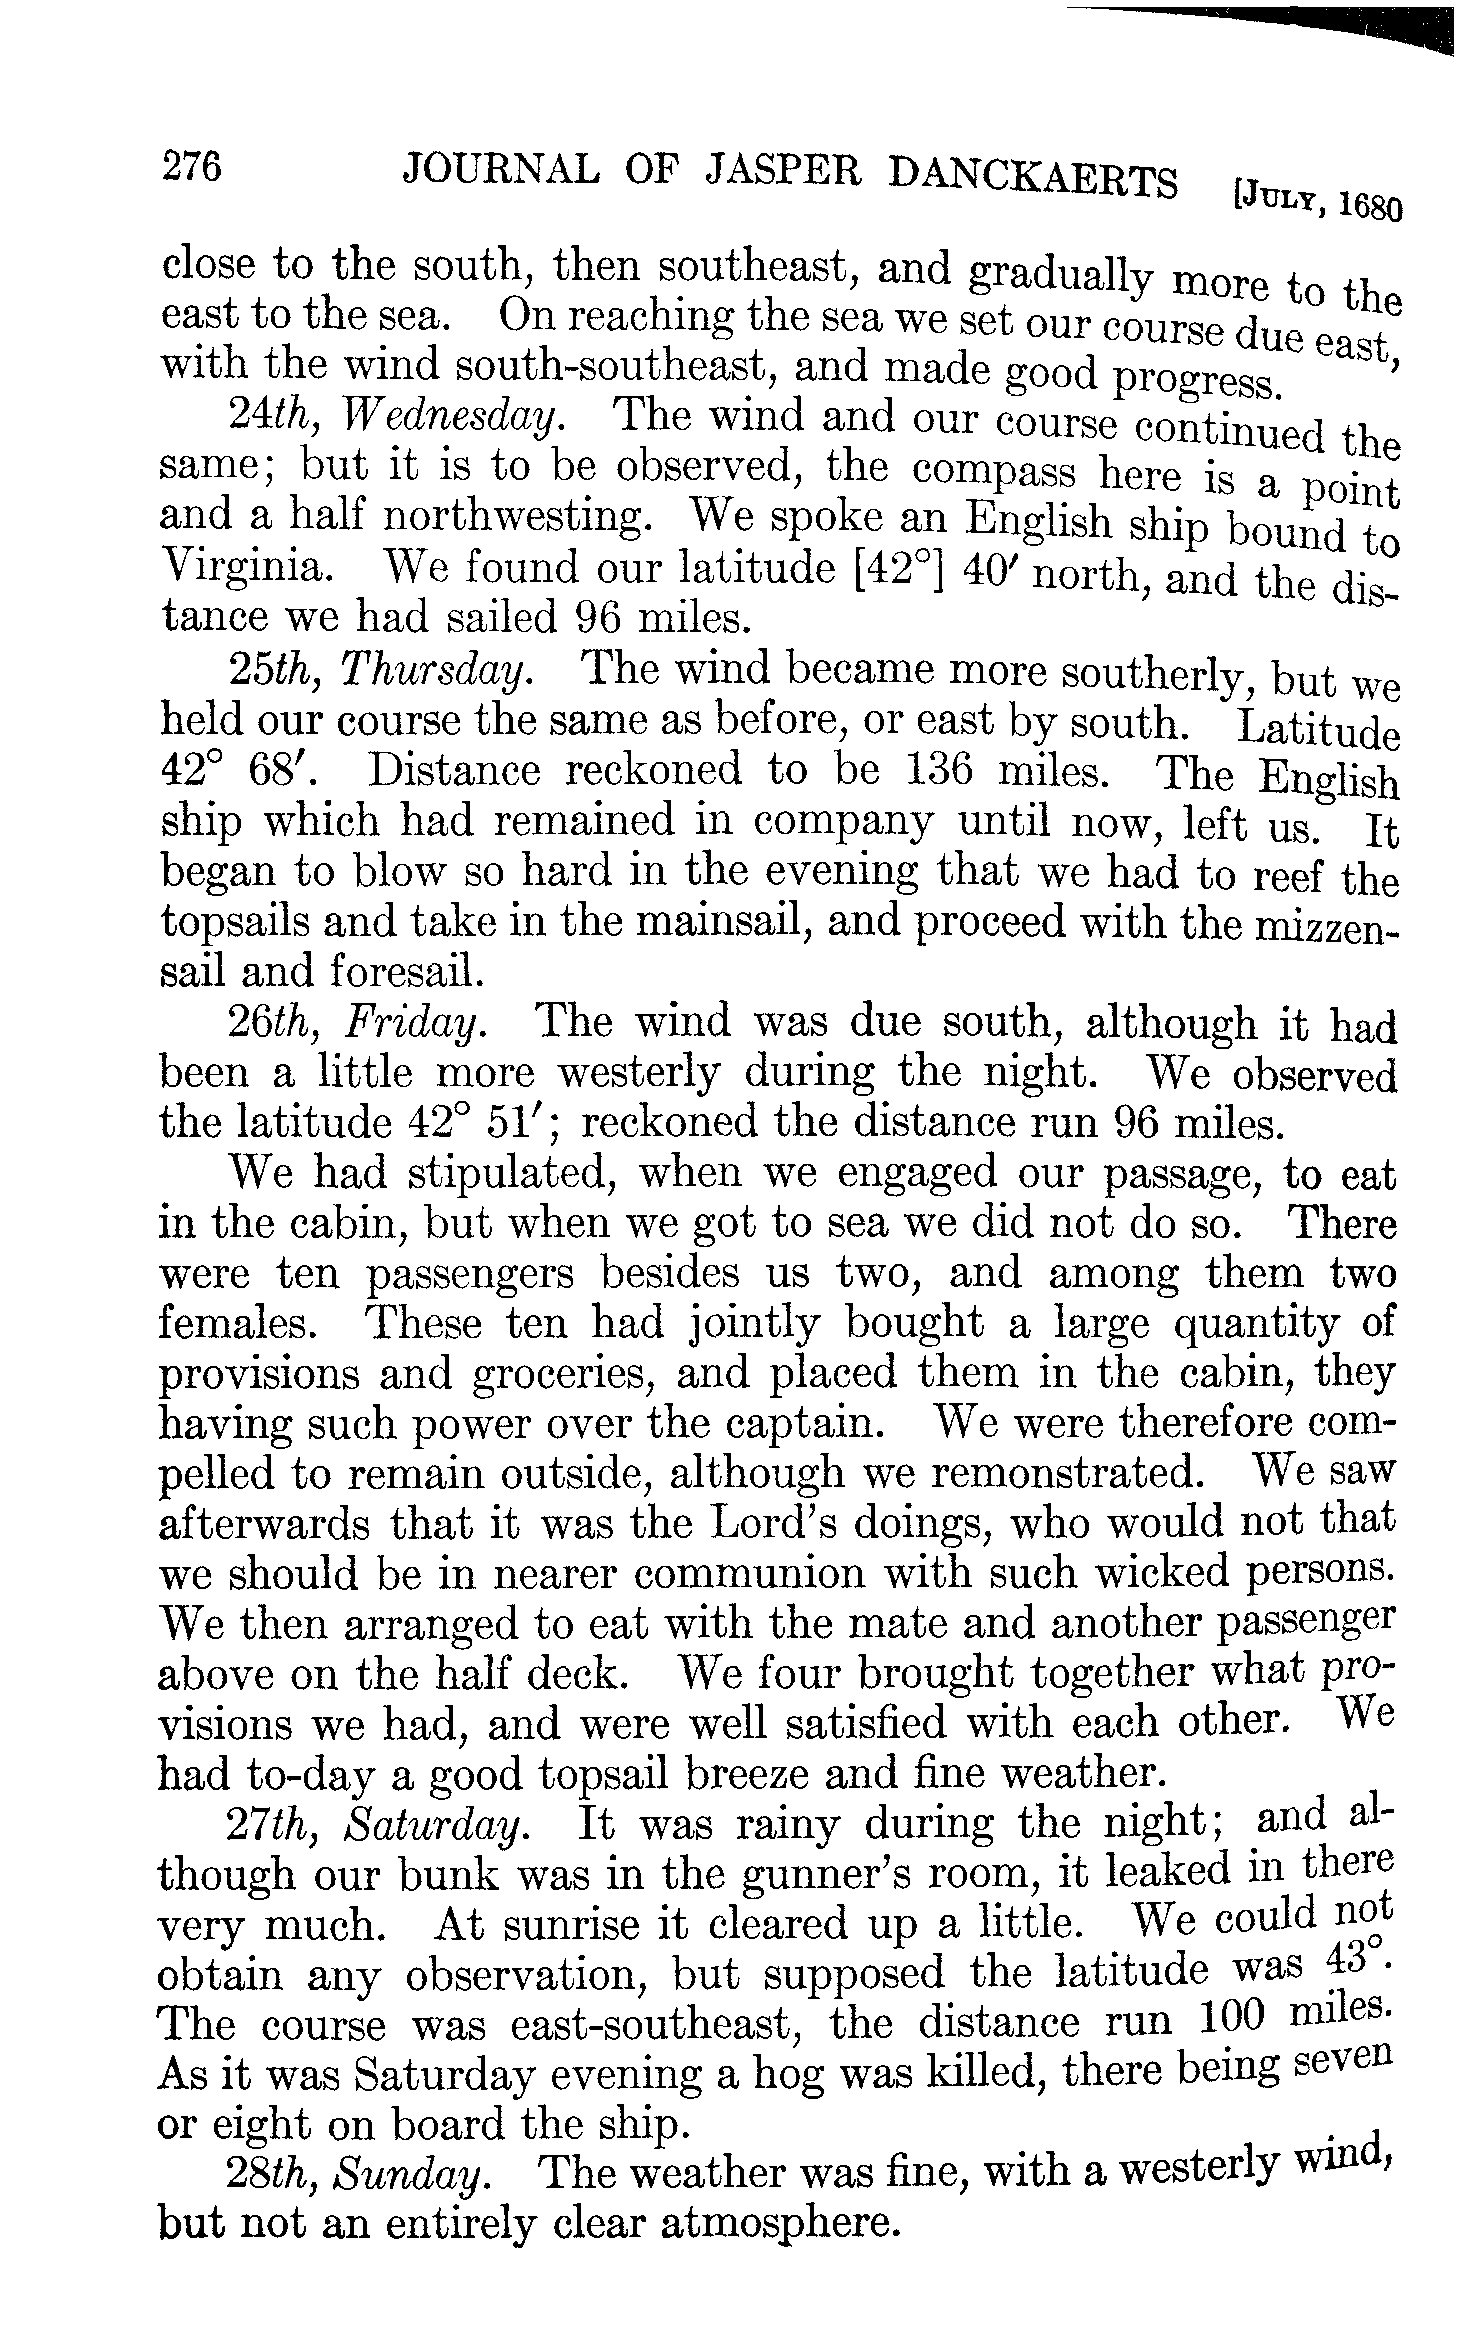 276 JOURNAL OF JASPER DANCKAERTS [JULY, 1680
close to the south, then southeast, and gradually more to the
east to the sea. On reaching the sea we set our course due east,
with the wind south-southeast, and made good progress.
24th, Wednesday. The wind and our course continued the
same; but it is to be observed, the compass here is a point
and a half northwesting. We spoke an English ship bound to
Virginia. We found our latitude [42°] 40′ north, and the dis-
tance we had sailed 96 miles.
25th, Thursday. The wind became more southerly, but we
held our course the same as before, or east by south. Latitude
42° 68′. Distance reckoned to be 136 miles. The English
ship which had remained in company until now, left us. It
began to blow so hard in the evening that we had to reef the
topsails and take in the mainsail, and proceed with the mizzen-
sail and foresail.
26th, Friday. The wind was due south, although it had
been a little more westerly during the night. We observed
the latitude 42° 51′; reckoned the distance run 96 miles.
We had stipulated, when we engaged our passage, to eat
in the cabin, but when we got to sea we did not do so. There
were ten passengers besides us two, and among them two
females. These ten had jointly bought a large quantity of
provisions and groceries, and placed them in the cabin, they
having such power over the captain. We were therefore com-
pelled to remain outside, although we remonstrated. We saw
afterwards that it was the Lord's doings, who would not that
we should be in nearer communion with such wicked persons.
We then arranged to eat with the mate and another passenger
above on the half deck. We four brought together what pro-
visions we had, and were well satisfied with each other. We
had to-day a good topsail breeze and fine weather.
27th, Saturday. It was rainy during the night; and al-
though our bunk was in the gunner's room, it leaked in there
very much. At sunrise it cleared up a little. We could not
obtain any observation, but supposed the latitude was 43°.
The course was east-southeast, the distance run 100 miles.
As it was Saturday evening a hog was killed, there being seven
or eight on board the ship.
28th, Sunday. The weather was fine, with a westerly wind,
but not an entirely clear atmosphere.